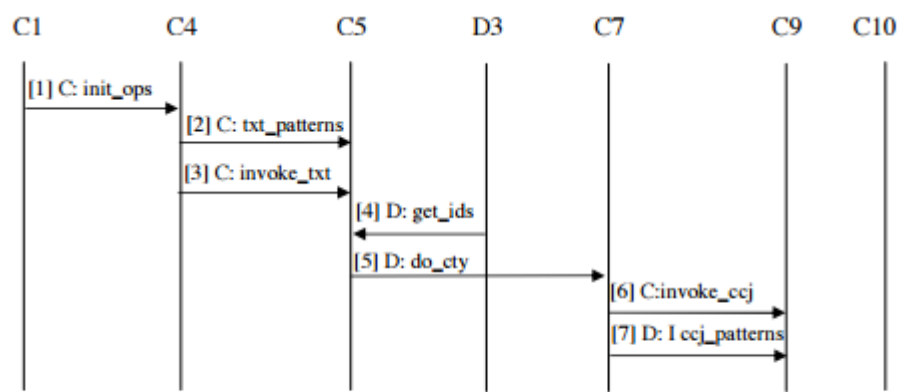 C1 C4 C5 D3 C7 C9 C10
[1] C: init_ops
[2] C: txt_patterns
[3] C: invoke_txt
[4] D: get_ids
[5] D: do_cty
[6] C:invoke_ccj
[7] D: I ccj_patterns